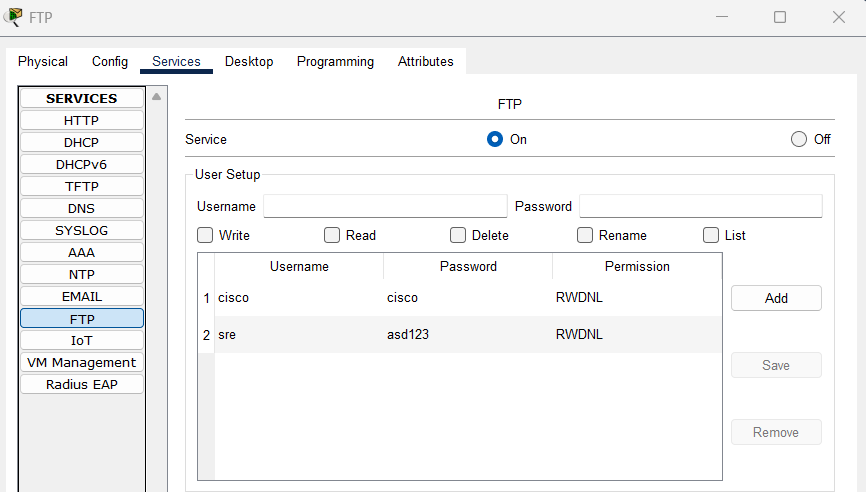 FTP
Physical Config Services Desktop Programming Attributes
SERVICES
HTTP
DHCP
DHCPv6
TFTP
DNS
SYSLOG
AAA
NTP
EMAIL
FTP
IoT
VM Management
Radius EAP
FTP
Service On Off
User Setup
Username Password
Write Read Delete Rename List
Username Password Permission
1 cisco cisco RWDNL
2 sre asd123 RWDNL
Add
Save
Remove